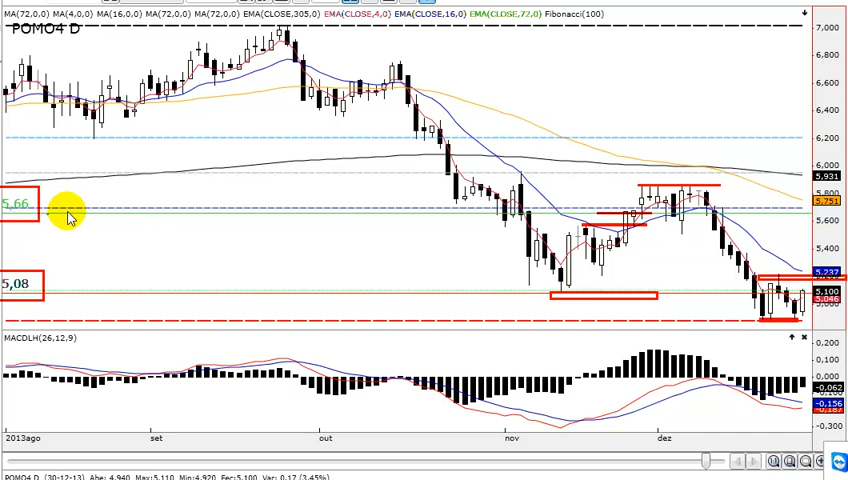 MA(72,0,0) MA(4,0,0) MA(16,0,0) MA(72,0,0) MA(72,0,0) EMA(CLOSE,305,0) EMA(CLOSE,4,0) EMA(CLOSE,16,0) EMA(CLOSE,72,0) Fibonacci(100)
POMO4 D
7,000
6,800
6,600
6,400
6,200
6,000
5,931
5,800
5,751
5,66
5,600
5,400
5,237
5,08
5,100
5,046
5,000
MACDLH(26,12,9)
0,200
0,100
0,000
-0,062
-0,156
-0,187
-0,300
2013ago
set
out
nov
dez
POMO4 D (30-12-13) Abe: 4,940 Max:5,110 Min:4,920 Fec:5,100 Var: 0,17 (3,45%)